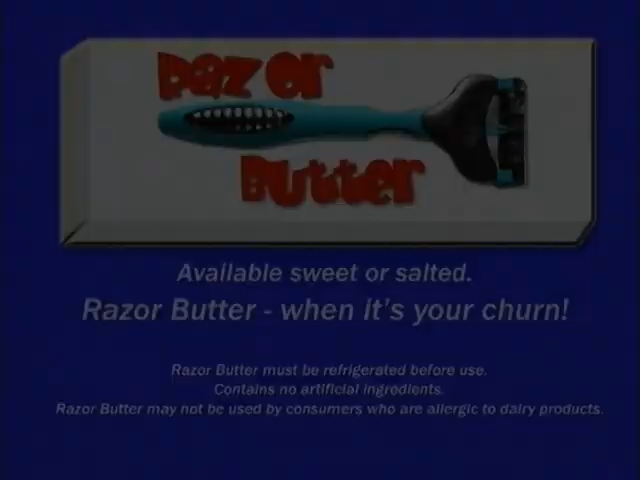 Razor
Butter
Available sweet or salted.
Razor Butter - when it's your churn!
Razor Butter must be refrigerated before use.
Contains no artificial ingredients.
Razor Butter may not be used by consumers who are allergic to dairy products.